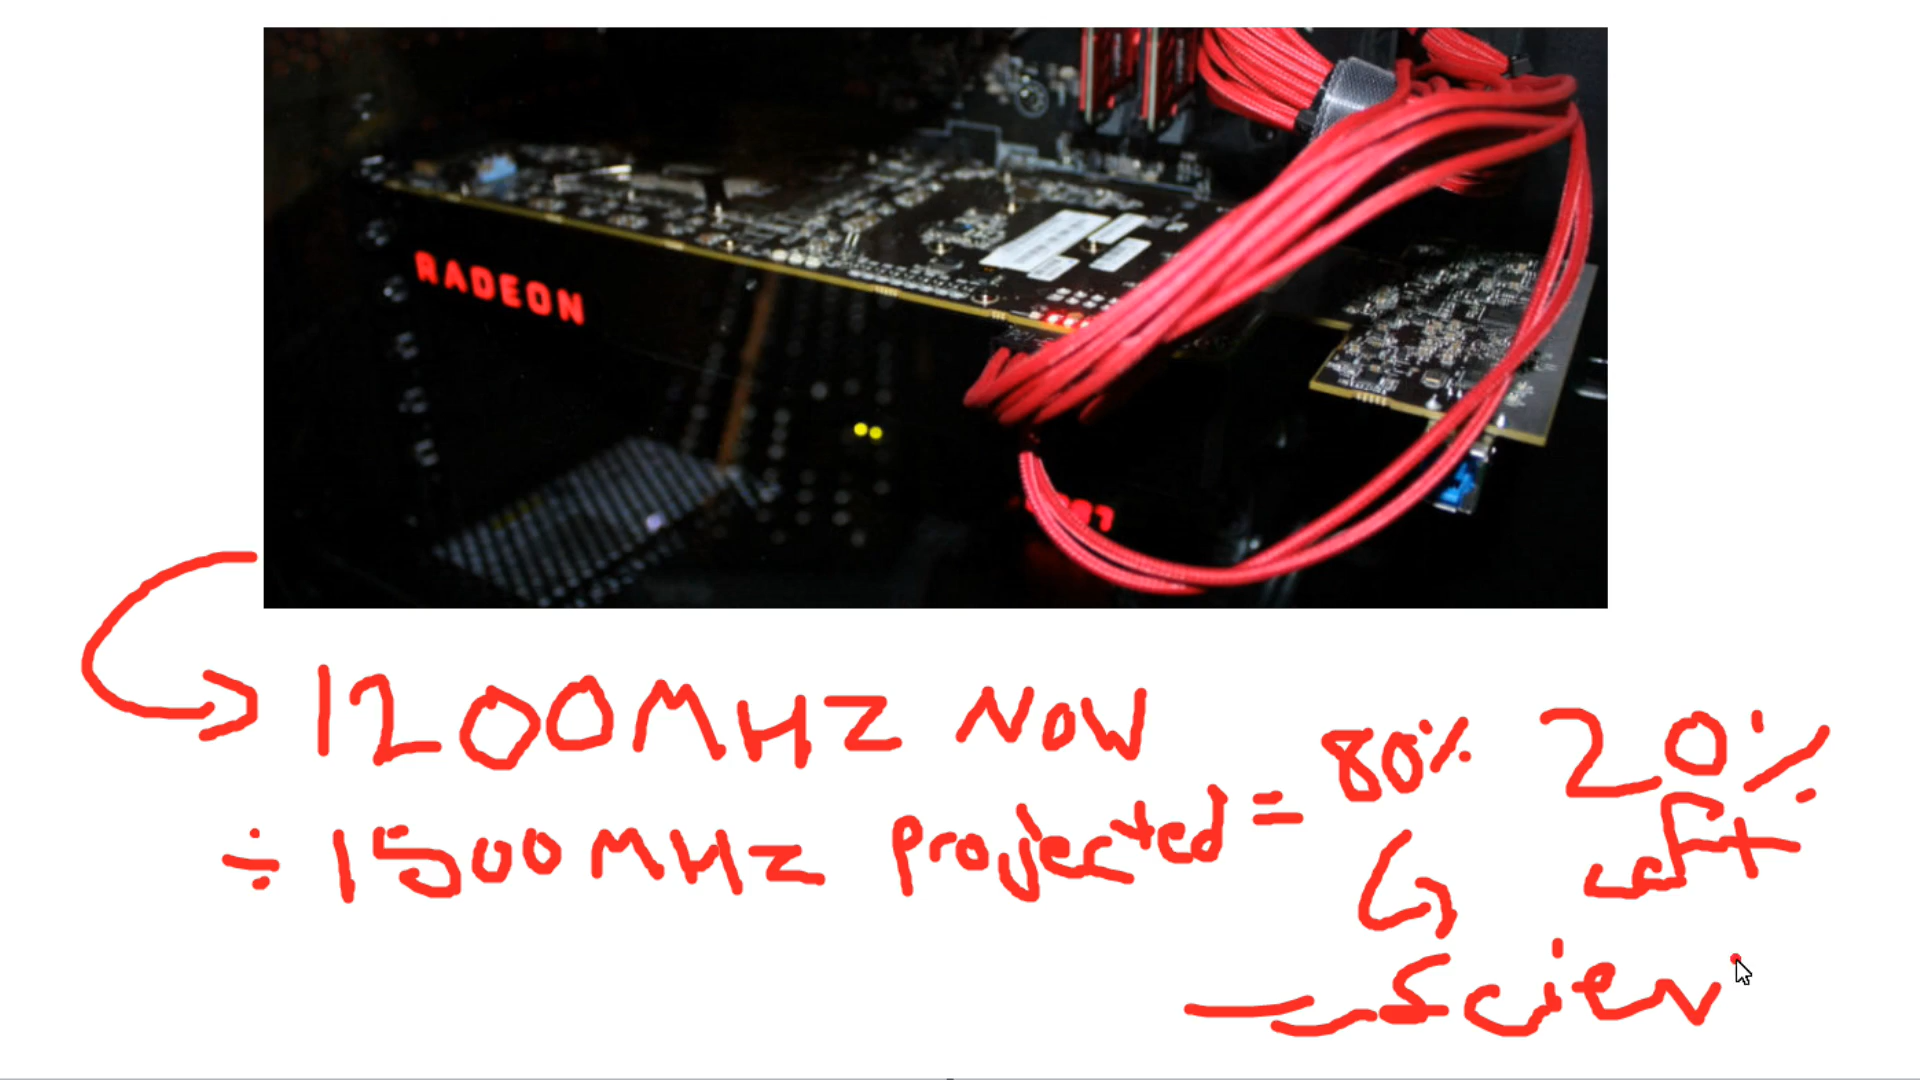 RADEON
1200MHZ NOW
÷ 1500MHZ Projected = 80% 20%
Left
Scien